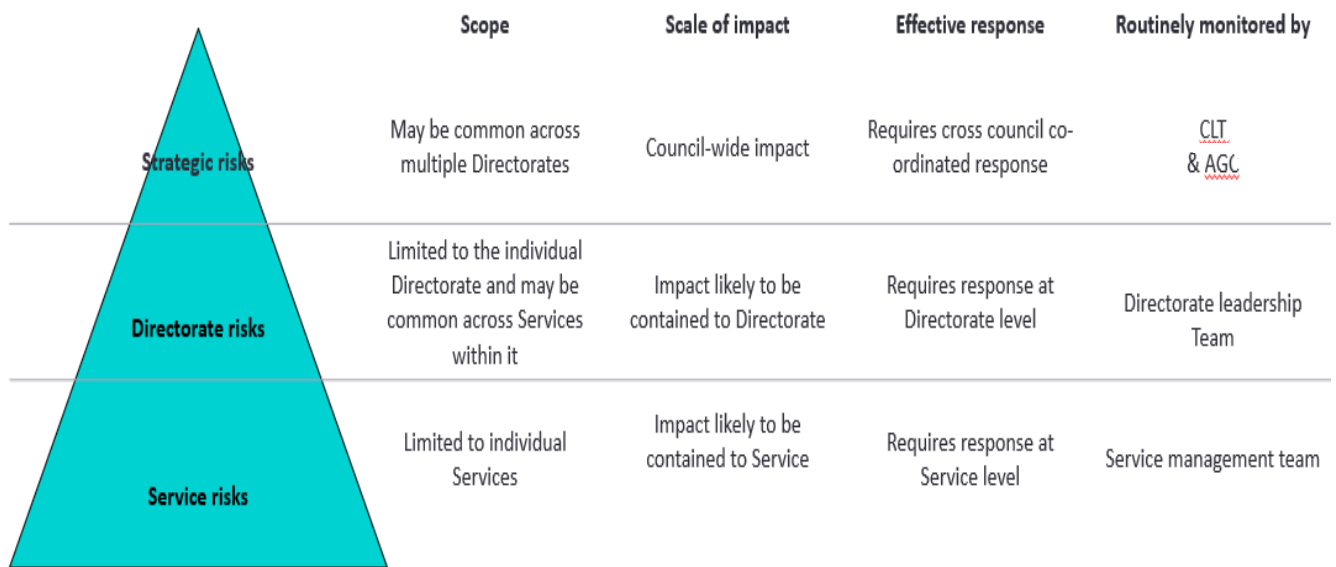 Scope
Scale of impact
Effective response
Routinely monitored by
Strategic risks
May be common across
multiple Directorates
Council-wide impact
Requires cross council co-
ordinated response
CLT
& AGC
Directorate risks
Limited to the individual
Directorate and may be
common across Services
within it
Impact likely to be
contained to Directorate
Requires response at
Directorate level
Directorate leadership
Team
Service risks
Limited to individual
Services
Impact likely to be
contained to Service
Requires response at
Service level
Service management team